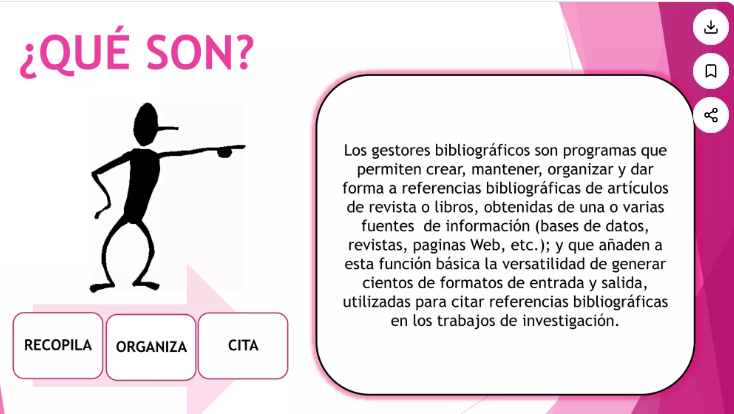 ¿QUÉ SON?
Los gestores bibliográficos son programas que
permiten crear, mantener, organizar y dar
forma a referencias bibliográficas de artículos
de revista o libros, obtenidas de una o varias
fuentes de información (bases de datos,
revistas, paginas Web, etc.); y que añaden a
esta función básica la versatilidad de generar
cientos de formatos de entrada y salida,
utilizadas para citar referencias bibliográficas
en los trabajos de investigación.
RECOPILA
ORGANIZA
CITA